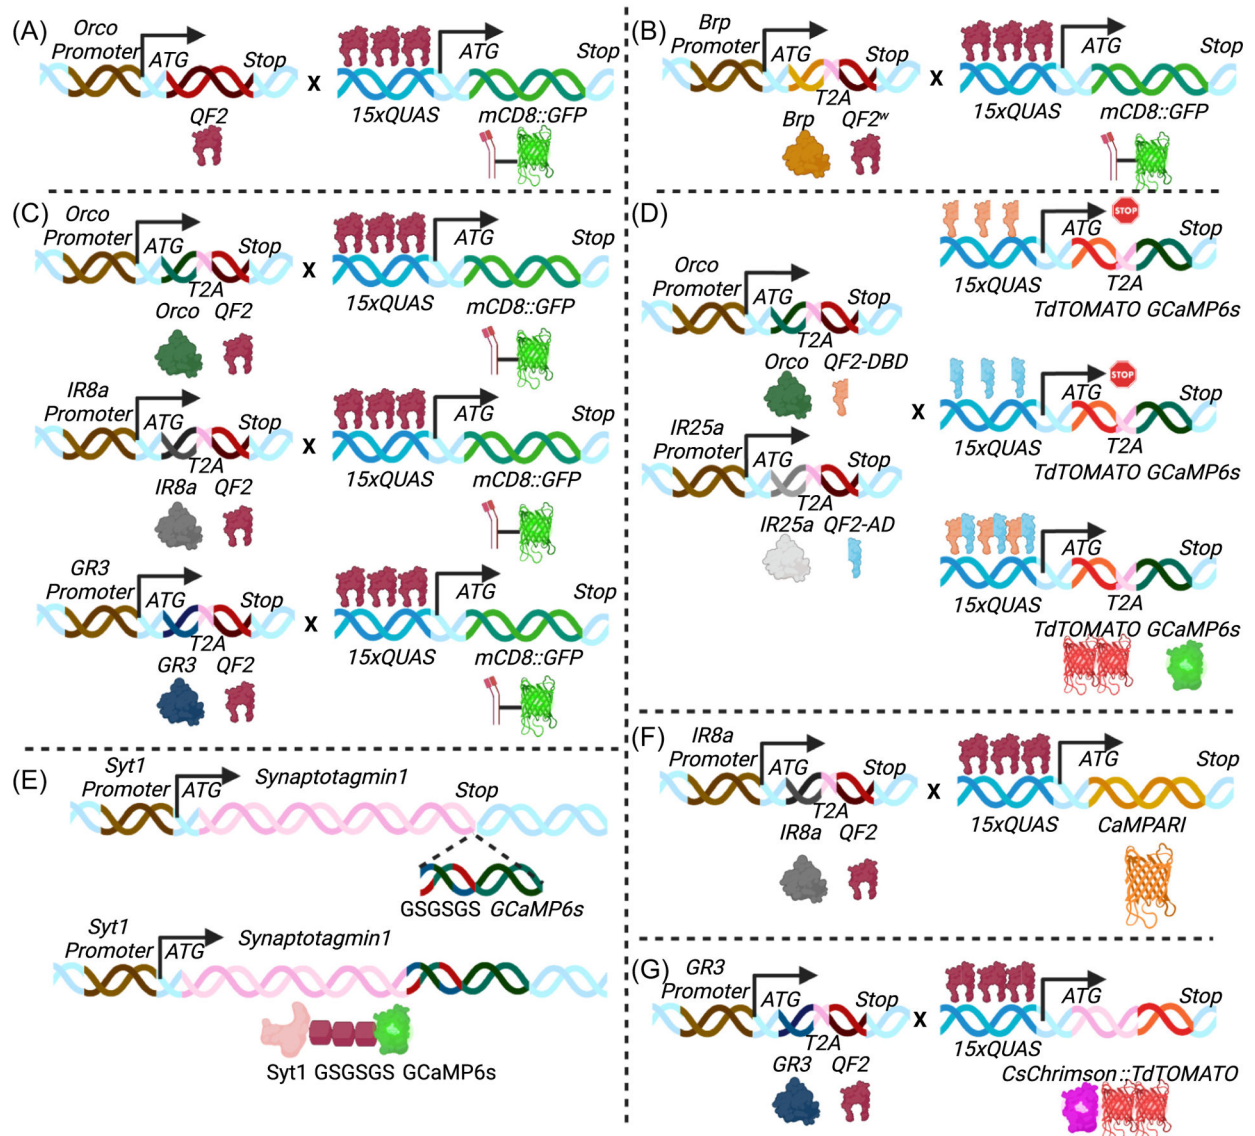 (A)
Orco
Promoter
ATG
Stop
QF2
x
ATG
Stop
15xQUAS
mCD8::GFP
(B)
Brp
Promoter
ATG
Stop
T2A
Brp
QF2w
x
ATG
Stop
15xQUAS
mCD8::GFP
(C)
Orco
Promoter
ATG
Stop
T2A
Orco
QF2
x
ATG
Stop
15xQUAS
mCD8::GFP
IR8a
Promoter
ATG
Stop
T2A
IR8a
QF2
x
ATG
Stop
15xQUAS
mCD8::GFP
GR3
Promoter
ATG
Stop
T2A
GR3
QF2
x
ATG
Stop
15xQUAS
mCD8::GFP
(D)
Orco
Promoter
ATG
Stop
T2A
Orco
QF2-DBD
IR25a
Promoter
ATG
Stop
T2A
IR25a
QF2-AD
x
STOP
ATG
Stop
15xQUAS
T2A
TdTOMATO GCaMP6s
STOP
ATG
Stop
15xQUAS
T2A
TdTOMATO GCaMP6s
ATG
Stop
15xQUAS
T2A
TdTOMATO GCaMP6s
(E)
Syt1
Promoter
ATG
Synaptotagmin1
Stop
GSGSGS GCaMP6s
Syt1
Promoter
ATG
Synaptotagmin1
Syt1 GSGSGS GCaMP6s
(F)
IR8a
Promoter
ATG
Stop
T2A
IR8a
QF2
x
ATG
Stop
15xQUAS
CaMPARI
(G)
GR3
Promoter
ATG
Stop
T2A
GR3
QF2
x
ATG
Stop
15xQUAS
CsChrimson::TdTOMATO